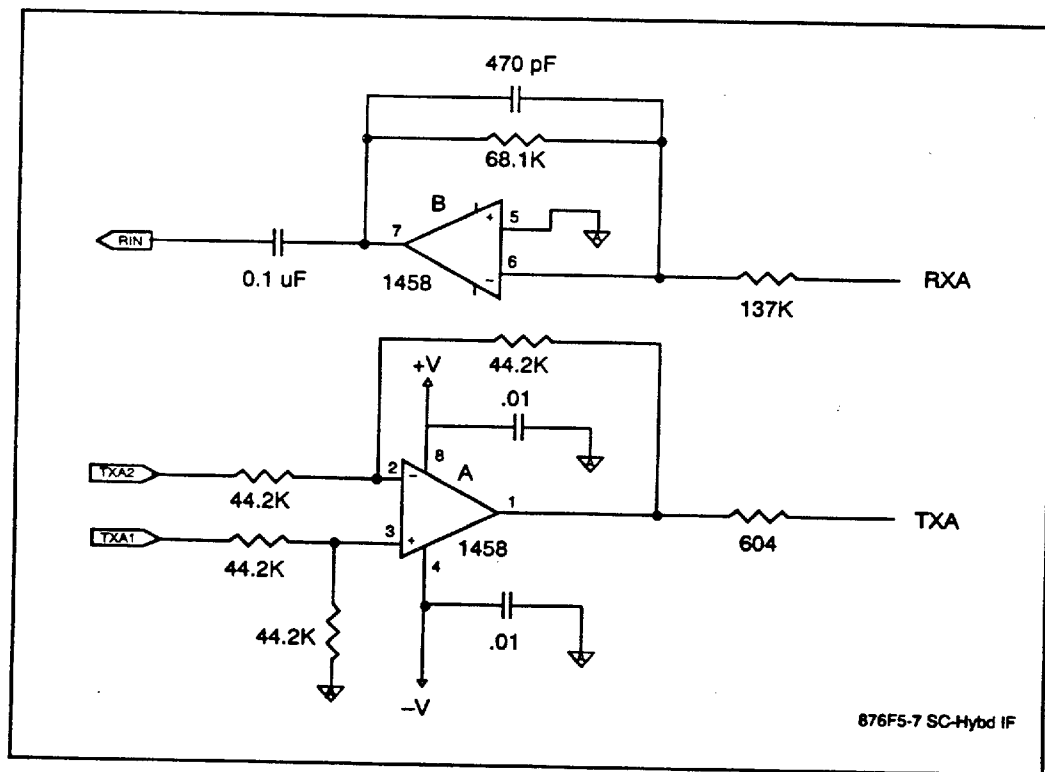 470 pF
68.1K
B
+
5
7
RIN
6
−
0.1 uF
1458
137K
RXA
44.2K
+V
.01
8
A
TXA2
2
−
44.2K
1
TXA1
3
+
1458
604
TXA
44.2K
4
44.2K
.01
–V
876F5-7 SC-Hybd IF
A
A
A
A